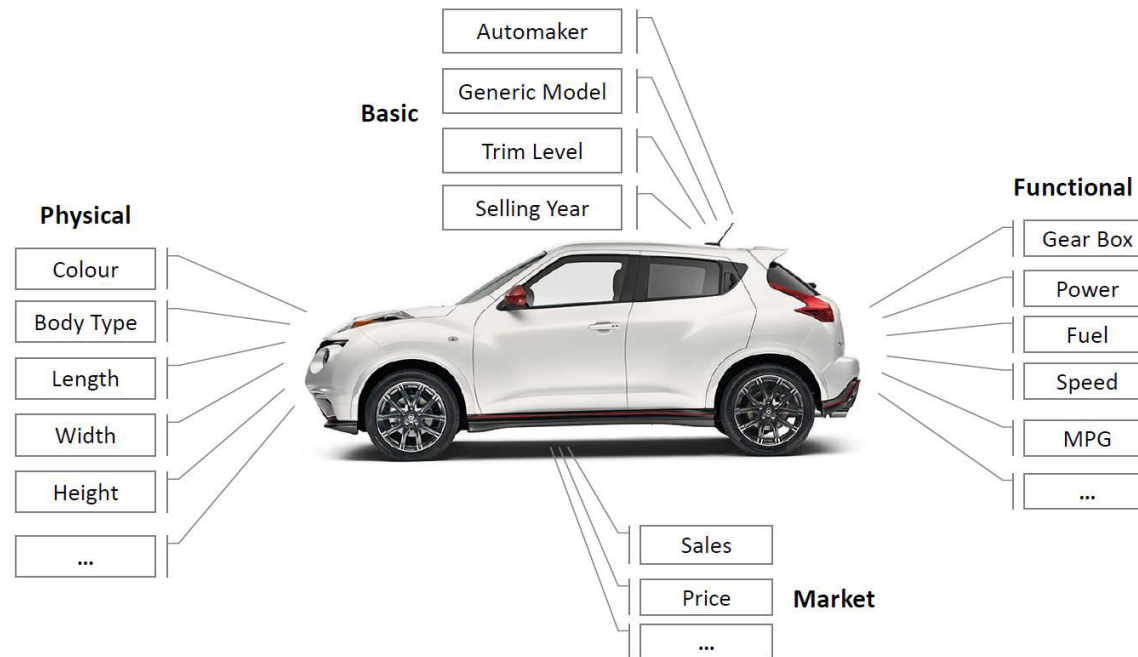 Basic
Automaker
Generic Model
Trim Level
Selling Year
Physical
Colour
Body Type
Length
Width
Height
...
Functional
Gear Box
Power
Fuel
Speed
MPG
...
Market
Sales
Price
...